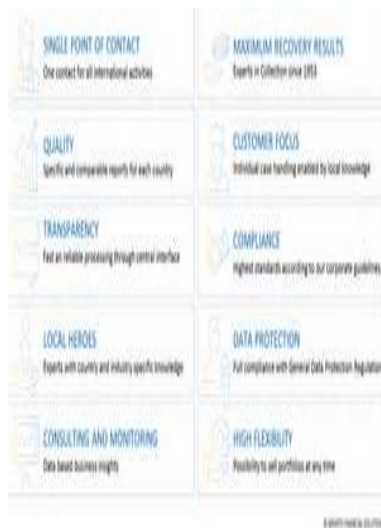 SINGLE POINT OF CONTACT
One contact for all international activities
MAXIMUM RECOVERY RESULTS
Experts in Collection since 1953
QUALITY
Specific and comparable reports for each country
CUSTOMER FOCUS
Individual case handling enabled by local knowledge
TRANSPARENCY
Fast an reliable processing through central interface
COMPLIANCE
Highest standards according to our corporate guidelines
LOCAL HEROES
Experts with country and industry specific knowledge
DATA PROTECTION
Full compliance with General Data Protection Regulation
CONSULTING AND MONITORING
Data based business insights
HIGH FLEXIBILITY
Possibility to sell portfolios at any time
FINANCIAL SOLUTIONS